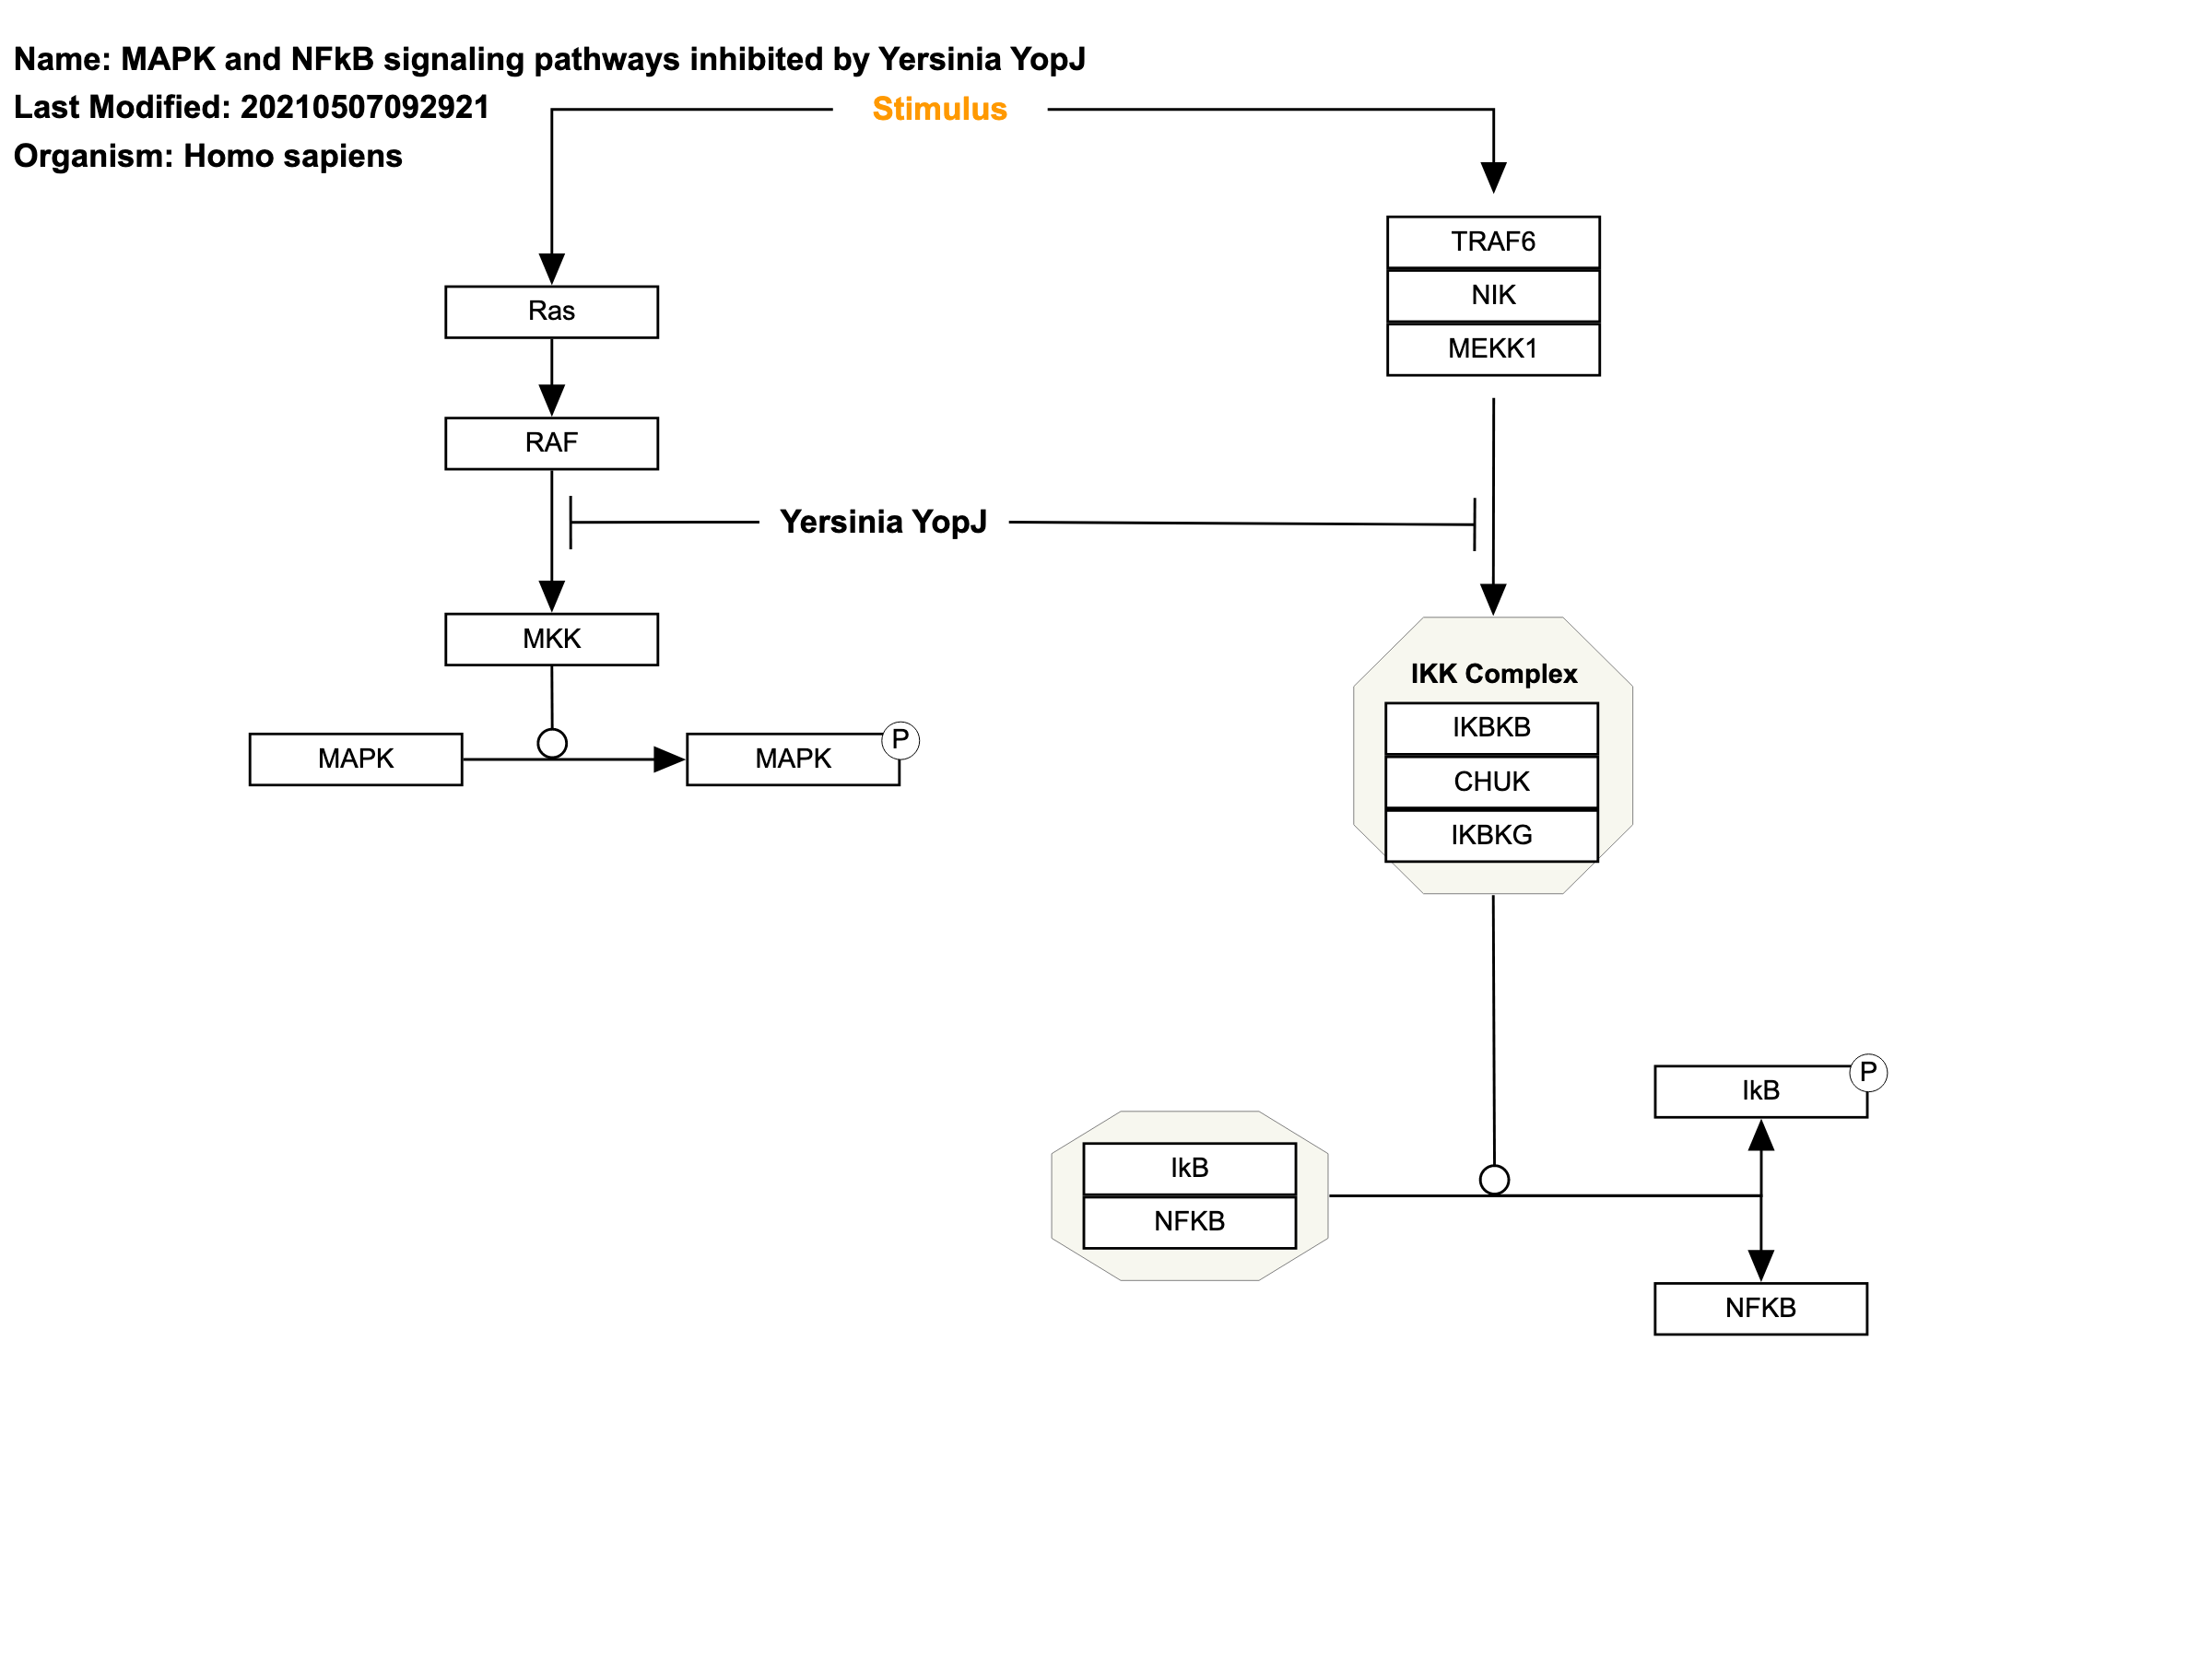 Name: MAPK and NFkB signaling pathways inhibited by Yersinia YopJ
Last Modified: 20210507092921
Organism: Homo sapiens
Stimulus
TRAF6
NIK
MEKK1
Ras
RAF
Yersinia YopJ
MKK
MAPK
MAPK
P
IKK Complex
IKBKB
CHUK
IKBKG
IkB
NFKB
IkB
P
NFKB